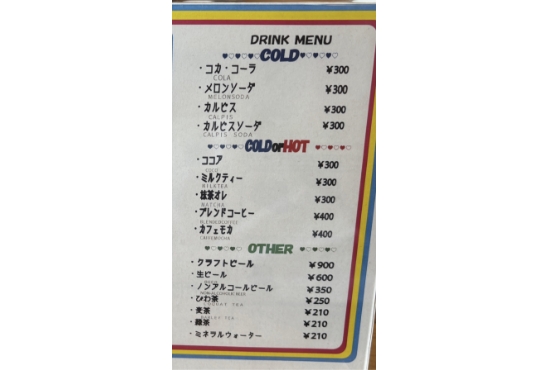 DRINK MENU
COLD
・コカ・コーラ ¥300
COLA
・メロンソーダ ¥300
MELONSODA
・カルピス ¥300
CALPIS
・カルピスソーダ ¥300
CALPIS SODA
COLDorHOT
・ココア ¥300
・ミルクティー ¥300
MILKTEA
・抹茶オレ ¥300
MATCHA
・ブレンドコーヒー ¥400
・カフェモカ ¥400
OTHER
・クラフトビール ¥900
・生ビール ¥600
・ノンアルコールビール ¥350
・びわ茶 ¥250
・麦茶 ¥210
BARLEY TEA
・緑茶 ¥210
・ミネラルウォーター ¥210